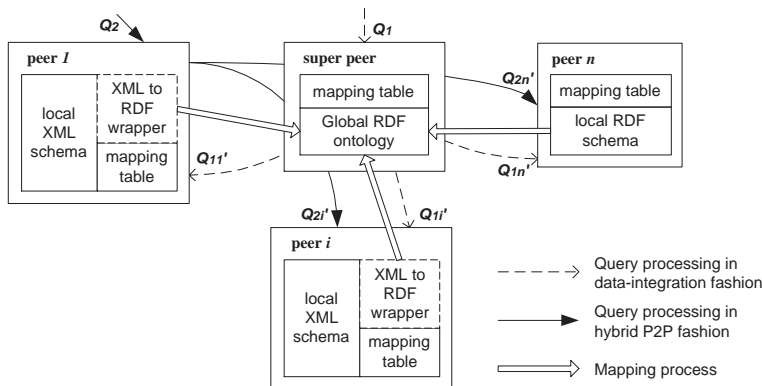 Q2
Q1
peer 1
super peer
peer n
local
XML
schema
XML to
RDF
wrapper
mapping
table
mapping table
Global RDF
ontology
mapping table
local RDF
schema
Q2n'
Q11'
Q1n'
Q2i'
Q1i'
peer i
local
XML
schema
XML to
RDF
wrapper
mapping
table
Query processing in
data-integration fashion
Query processing in
hybrid P2P fashion
Mapping process